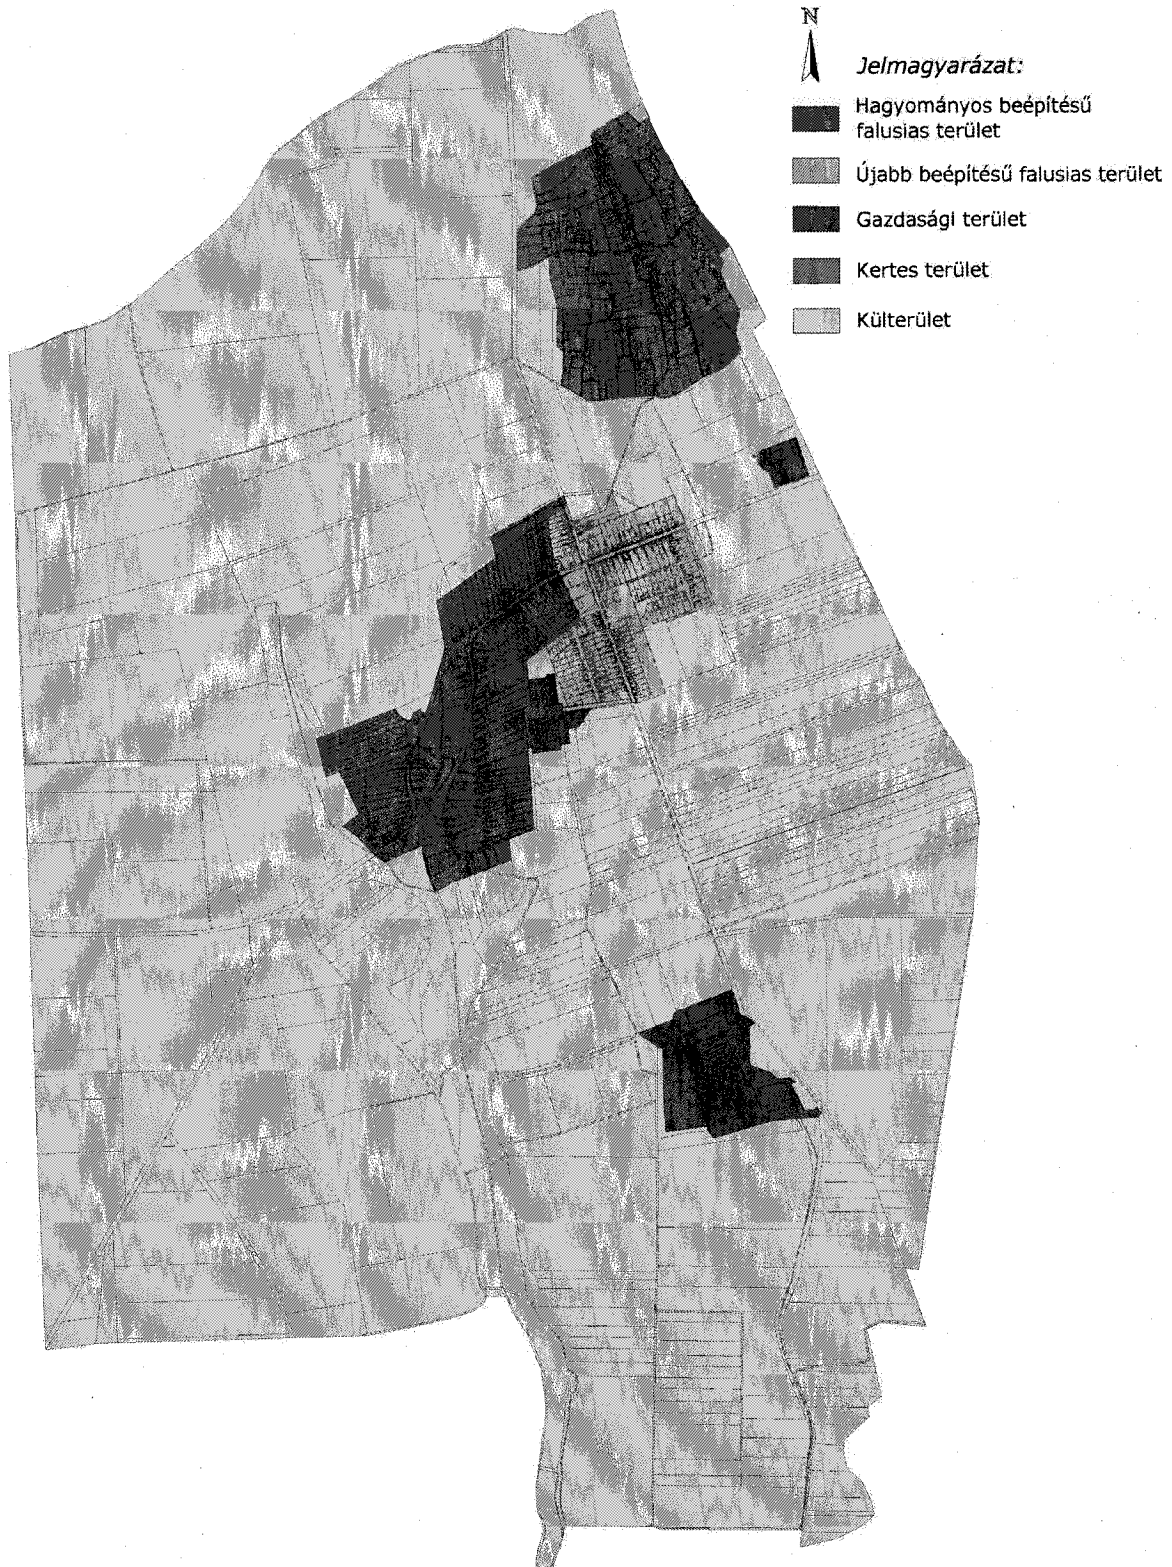 N
Jelmagyarázat:
Hagyományos beépítésű
falusias terület
Újabb beépítésű falusias terület
Gazdasági terület
Kertes terület
Külterület